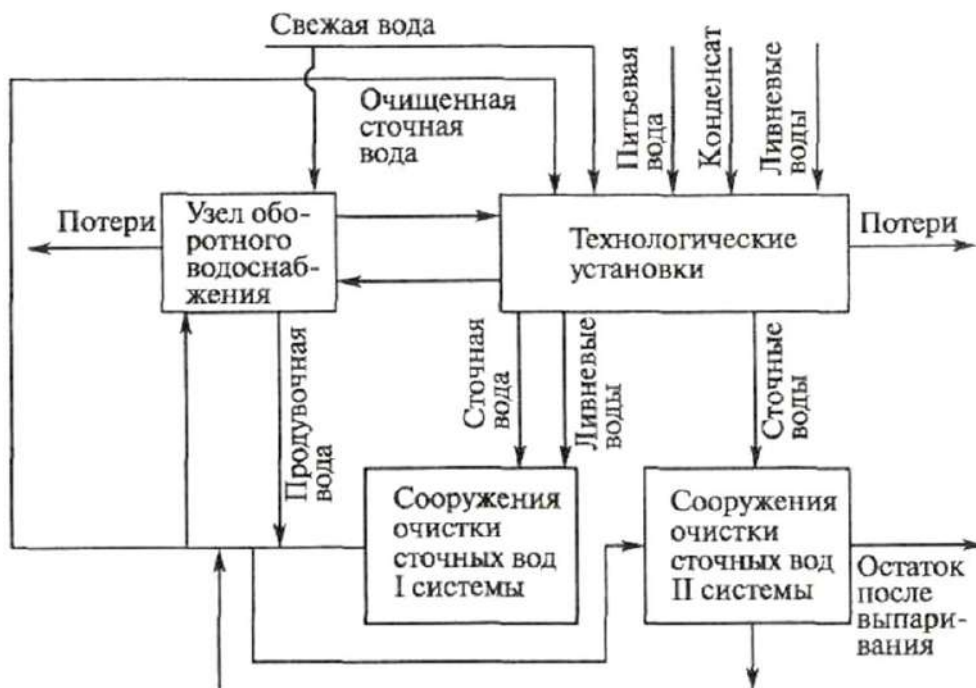 Свежая вода
Очищенная
сточная
вода
Питьевая
вода
Конденсат
Ливневые
воды
Потери
Узел обо-
ротного
водоснаб-
жения
Технологические
установки
Потери
Продувочная
вода
Сточная
вода
Ливневые
воды
Сточные
воды
Сооружения
очистки
сточных вод
I системы
Сооружения
очистки
сточных вод
II системы
Остаток
после
выпари-
вания